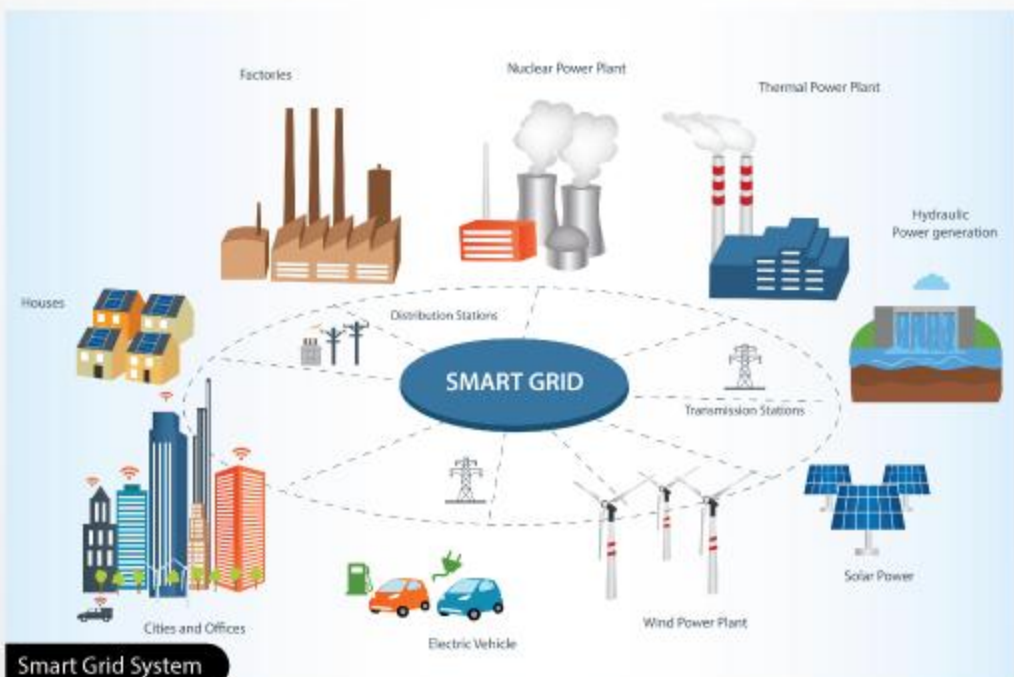 Factories
Nuclear Power Plant
Thermal Power Plant
Hydraulic
Power generation
Houses
Distribution Stations
SMART GRID
Transmission Stations
Solar Power
Wind Power Plant
Cities and Offices
Electric Vehicle
Smart Grid System